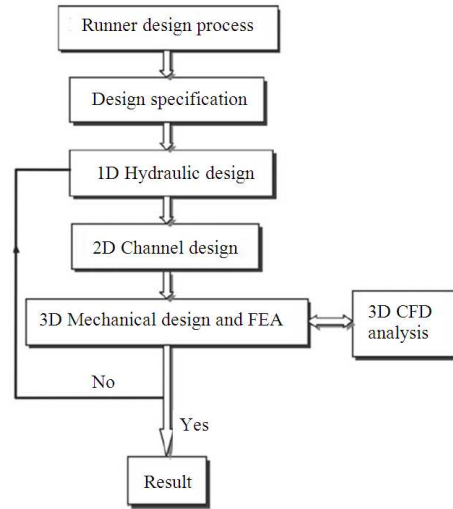 Runner design process
Design specification
1D Hydraulic design
2D Channel design
3D Mechanical design and FEA
3D CFD
analysis
No
Yes
Result